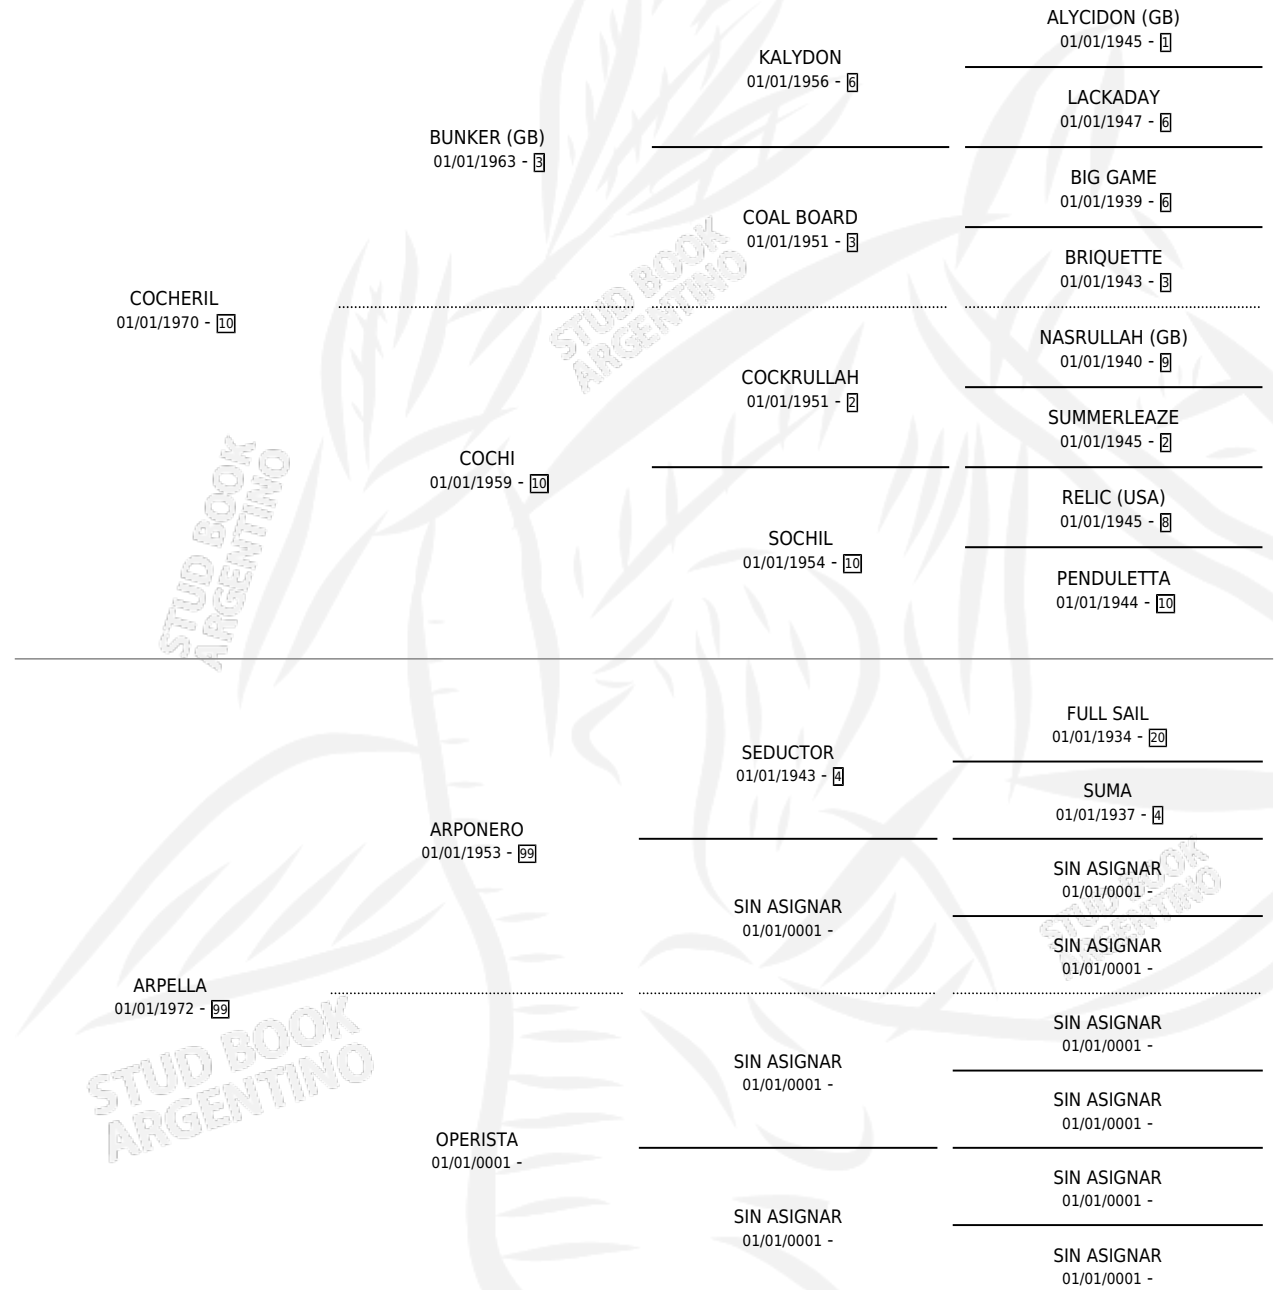 ALYCIDON (GB)
01/01/1945 - 1
KALYDON
01/01/1956 - 6
LACKADAY
01/01/1947 - 6
BUNKER (GB)
01/01/1963 - 3
BIG GAME
01/01/1939 - 6
COAL BOARD
01/01/1951 - 3
BRIQUETTE
01/01/1943 - 3
COCHERIL
01/01/1970 - 10
NASRULLAH (GB)
01/01/1940 - 9
COCKRULLAH
01/01/1951 - 2
SUMMERLEAZE
01/01/1945 - 2
COCHI
01/01/1959 - 10
RELIC (USA)
01/01/1945 - 8
SOCHIL
01/01/1954 - 10
PENDULETTA
01/01/1944 - 10
FULL SAIL
01/01/1934 - 20
SEDUCTOR
01/01/1943 - 4
SUMA
01/01/1937 - 4
ARPONERO
01/01/1953 - 99
SIN ASIGNAR
01/01/0001 -
SIN ASIGNAR
01/01/0001 -
SIN ASIGNAR
01/01/0001 -
ARPELLA
01/01/1972 - 99
SIN ASIGNAR
01/01/0001 -
SIN ASIGNAR
01/01/0001 -
SIN ASIGNAR
01/01/0001 -
OPERISTA
01/01/0001 -
SIN ASIGNAR
01/01/0001 -
SIN ASIGNAR
01/01/0001 -
SIN ASIGNAR
01/01/0001 -
STUD BOOK
ARGENTINO
STUD BOOK
ARGENTINO
STUD BOOK
ARGENTINO
STUD BOOK
ARGENTINO